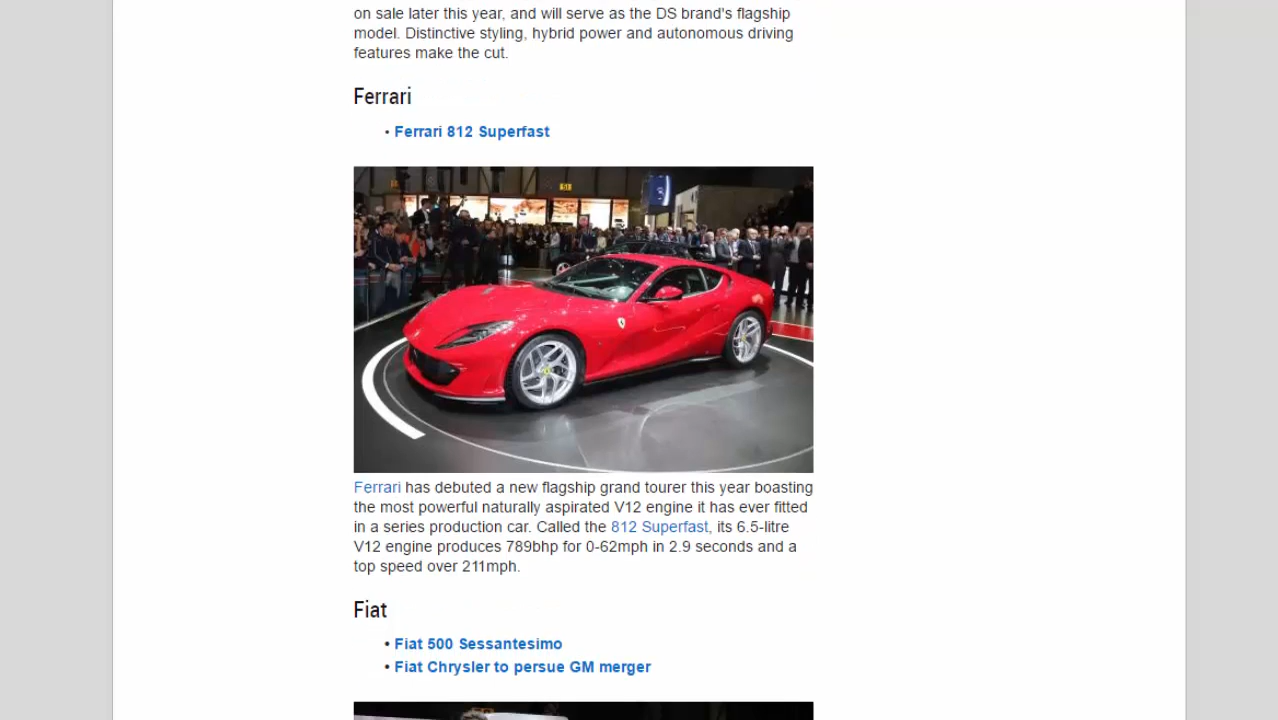 on sale later this year, and will serve as the DS brand's flagship
model. Distinctive styling, hybrid power and autonomous driving
features make the cut.
Ferrari
• Ferrari 812 Superfast
Ferrari has debuted a new flagship grand tourer this year boasting
the most powerful naturally aspirated V12 engine it has ever fitted
in a series production car. Called the 812 Superfast, its 6.5-litre
V12 engine produces 789bhp for 0-62mph in 2.9 seconds and a
top speed over 211mph.
Fiat
• Fiat 500 Sessantesimo
• Fiat Chrysler to persue GM merger